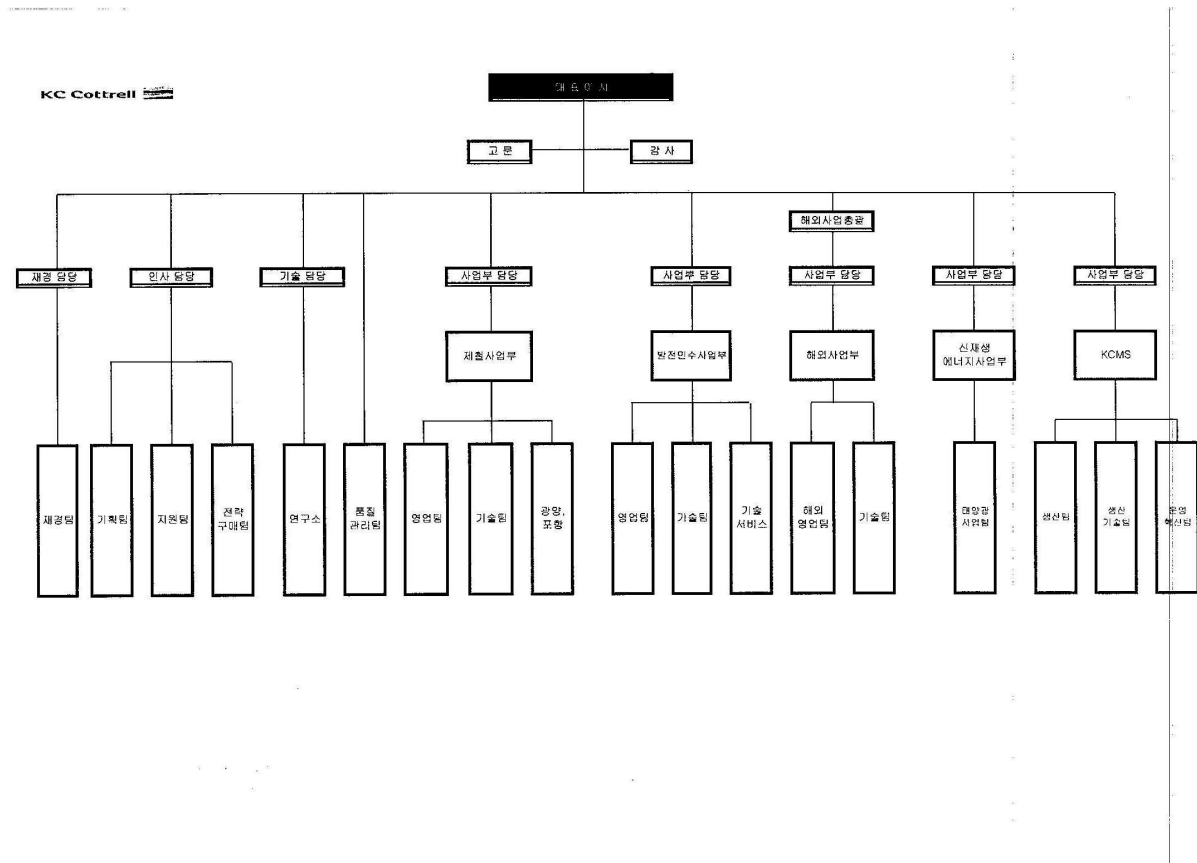 KC Cottrell
대표이사
고 문
감 사
해외사업총괄
재경 담당
인사 담당
기술 담당
사업부 담당
사업부 담당
사업부 담당
사업부 담당
사업부 담당
제철사업부
발전민수사업부
해외사업부
신재생
에너지사업부
KCMS
재경팀
기획팀
지원팀
전략
구매팀
연구소
품질
관리팀
영업팀
기술팀
광양,
포항
영업팀
기술팀
기술
서비스
해외
영업팀
기술팀
태양광
사업팀
생산팀
생산
기술팀
운영
혁신팀